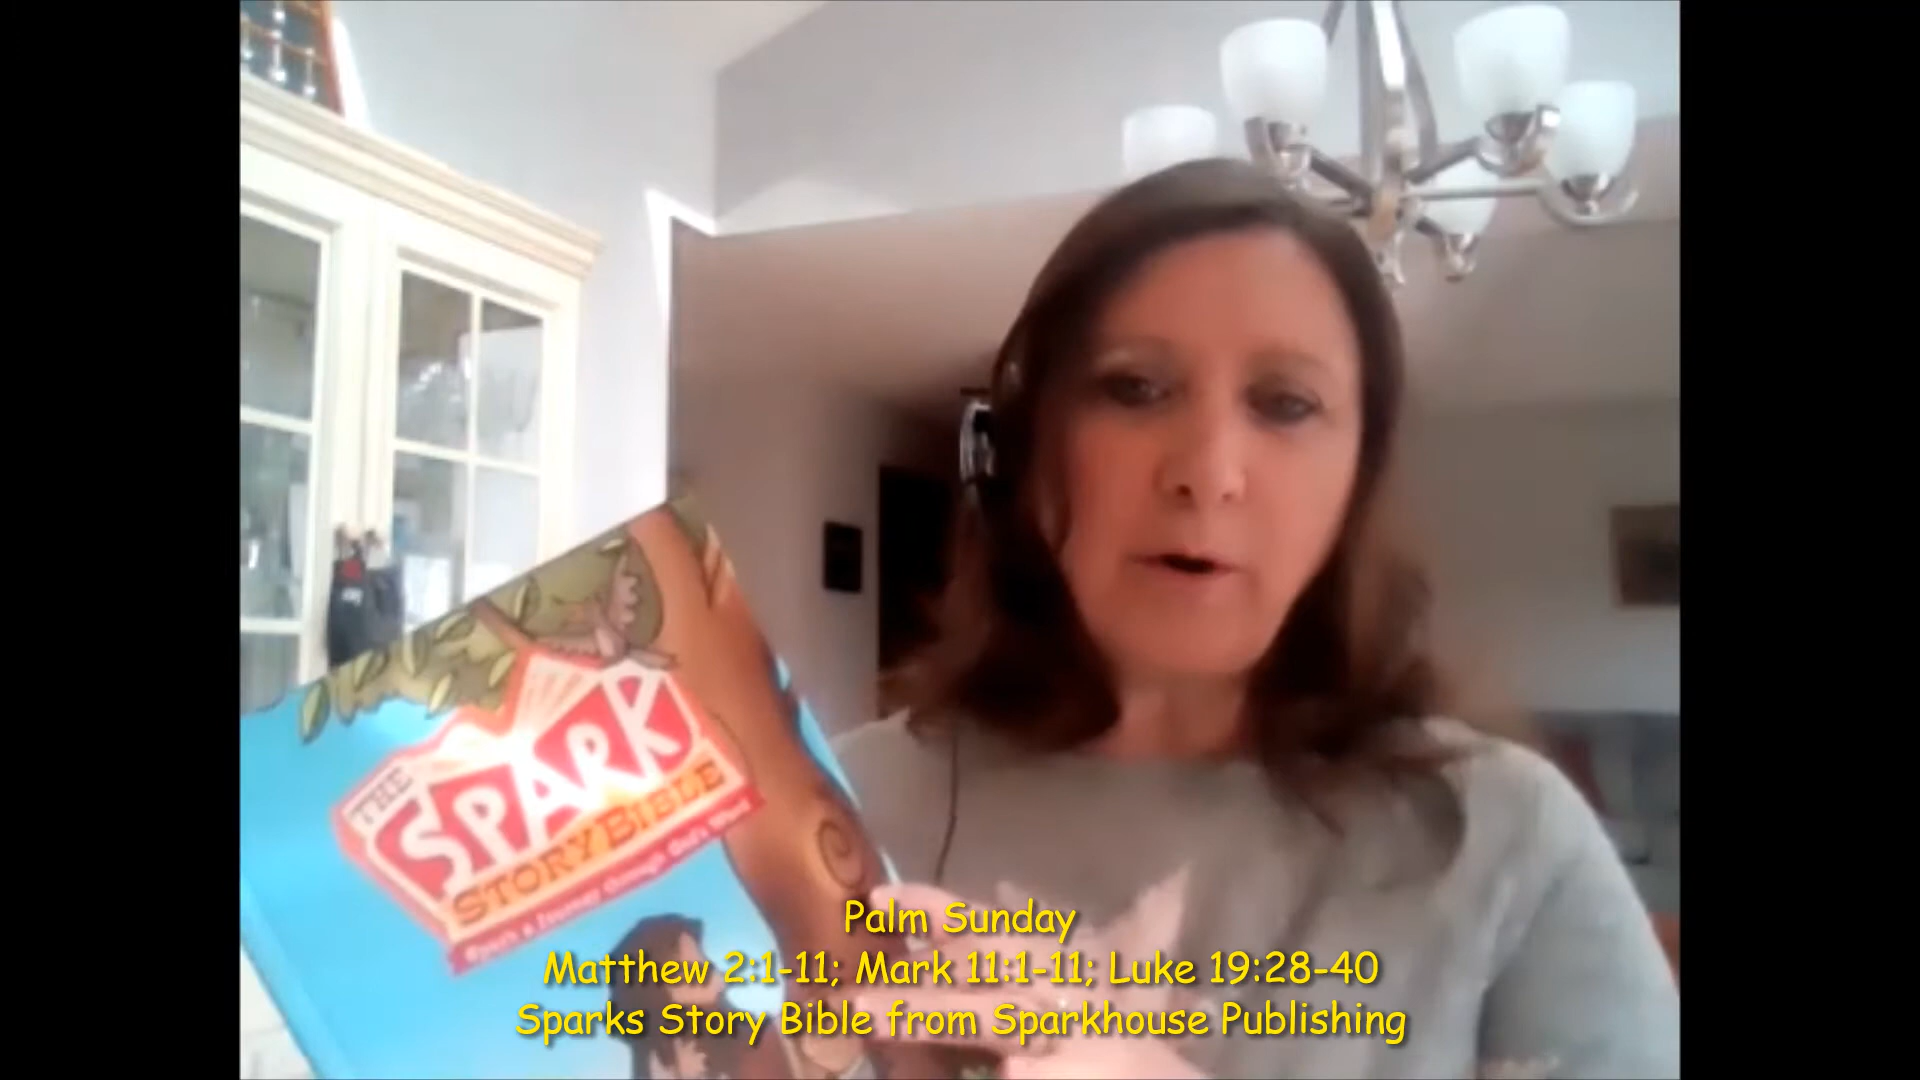 THE
SPARK
STORY BIBLE
Palm Sunday
Matthew 2:1-11; Mark 11:1-11; Luke 19:28-40
Sparks Story Bible from Sparkhouse Publishing